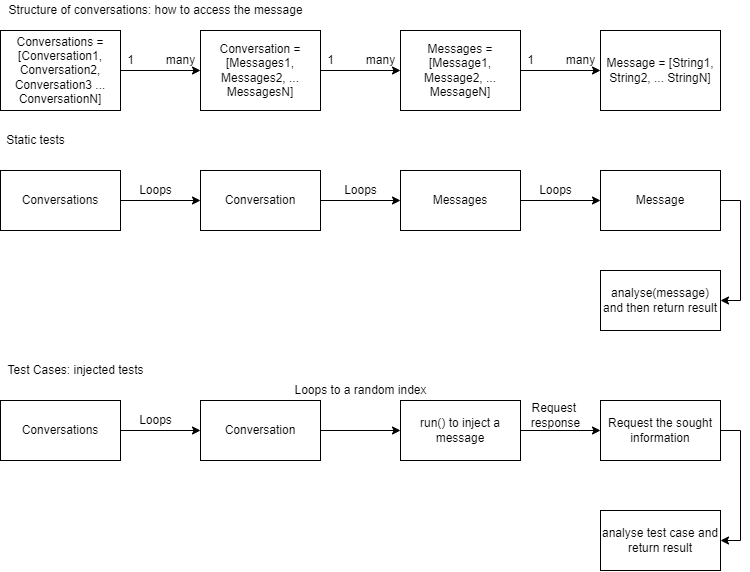 Structure of conversations: how to access the message
Conversations =
[Conversation1,
Conversation2,
Conversation3 ...
ConversationN]
1 many
Conversation =
[Messages1,
Messages2, ...
MessagesN]
1 many
Messages =
[Message1,
Message2, ...
MessageN]
1 many
Message = [String1,
String2, ... StringN]
Static tests
Conversations
Loops
Conversation
Loops
Messages
Loops
Message
analyse(message)
and then return result
Test Cases: injected tests
Loops to a random index
Conversations
Loops
Conversation
run() to inject a
message
Request
response
Request the sought
information
analyse test case and
return result